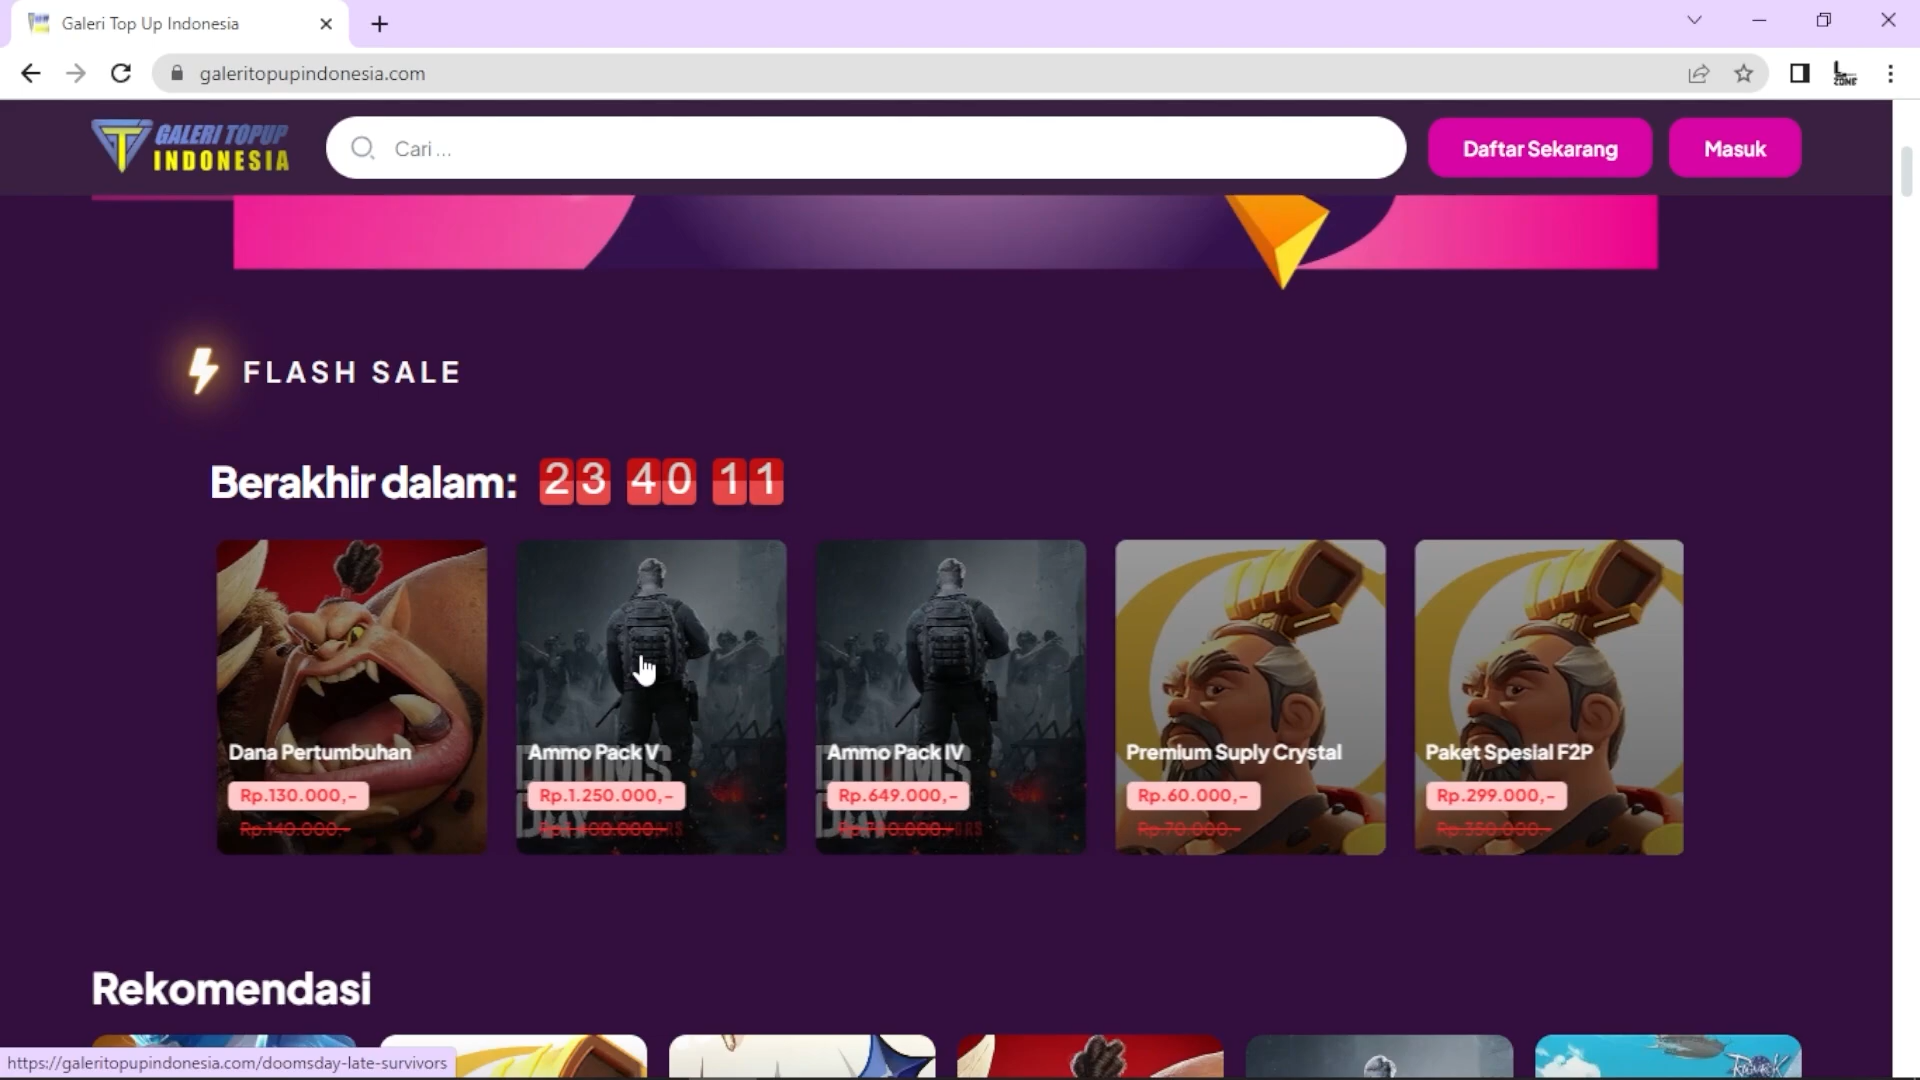 Galeri Top Up Indonesia
galeritopupindonesia.com
GALERI TOPUP
INDONESIA
Cari ...
Daftar Sekarang
Masuk
FLASH SALE
Berakhir dalam: 23 40 11
Dana Pertumbuhan
Rp.130.000,-
Rp.140.000,-
Ammo Pack V
Rp.1.250.000,-
Ammo Pack IV
Rp.649.000,-
Premium Suply Crystal
Rp.60.000,-
Rp.70.000,-
Paket Spesial F2P
Rp.299.000,-
Rp.350.000,-
Rekomendasi
https://galeritopupindonesia.com/doomsday-late-survivors